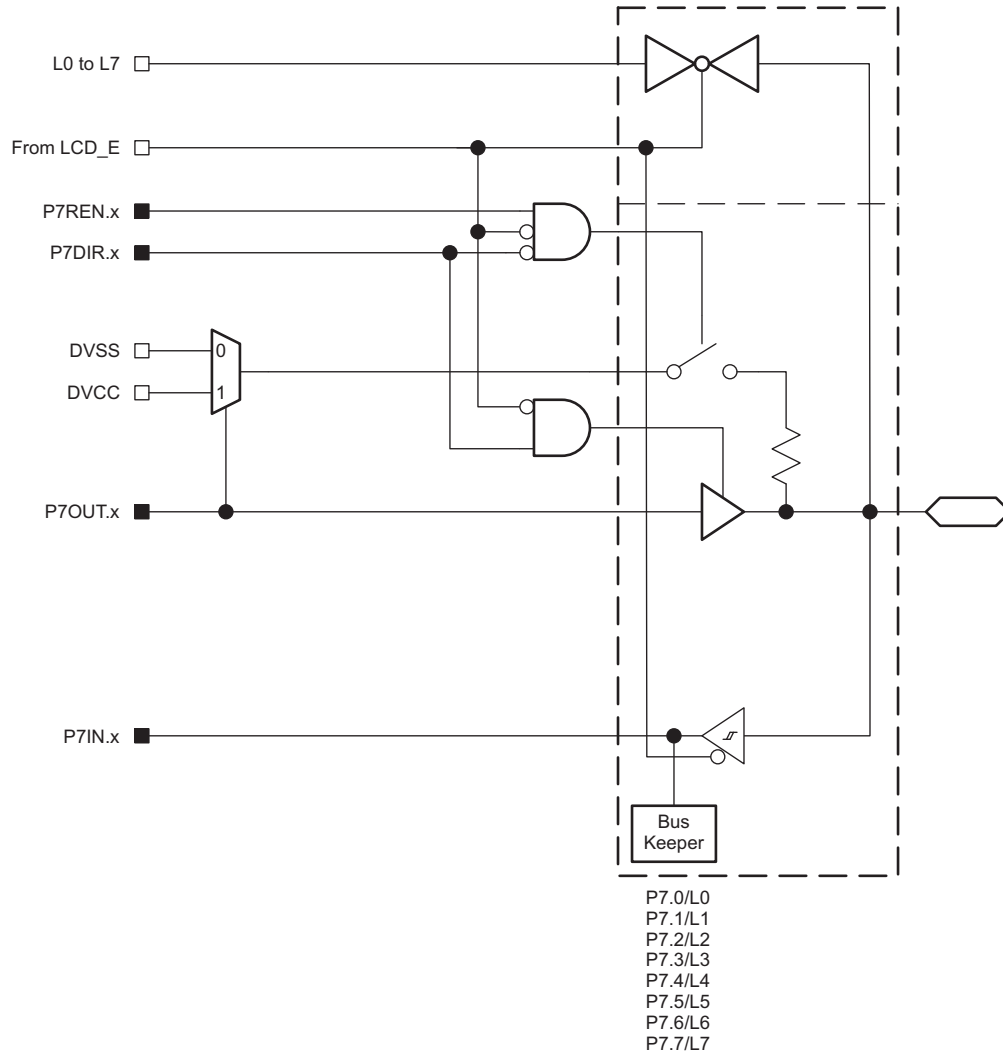 L0 to L7
From LCD_E
P7REN.x
P7DIR.x
DVSS
0
DVCC
1
P7OUT.x
P7IN.x
Bus
Keeper
P7.0/L0
P7.1/L1
P7.2/L2
P7.3/L3
P7.4/L4
P7.5/L5
P7.6/L6
P7.7/L7